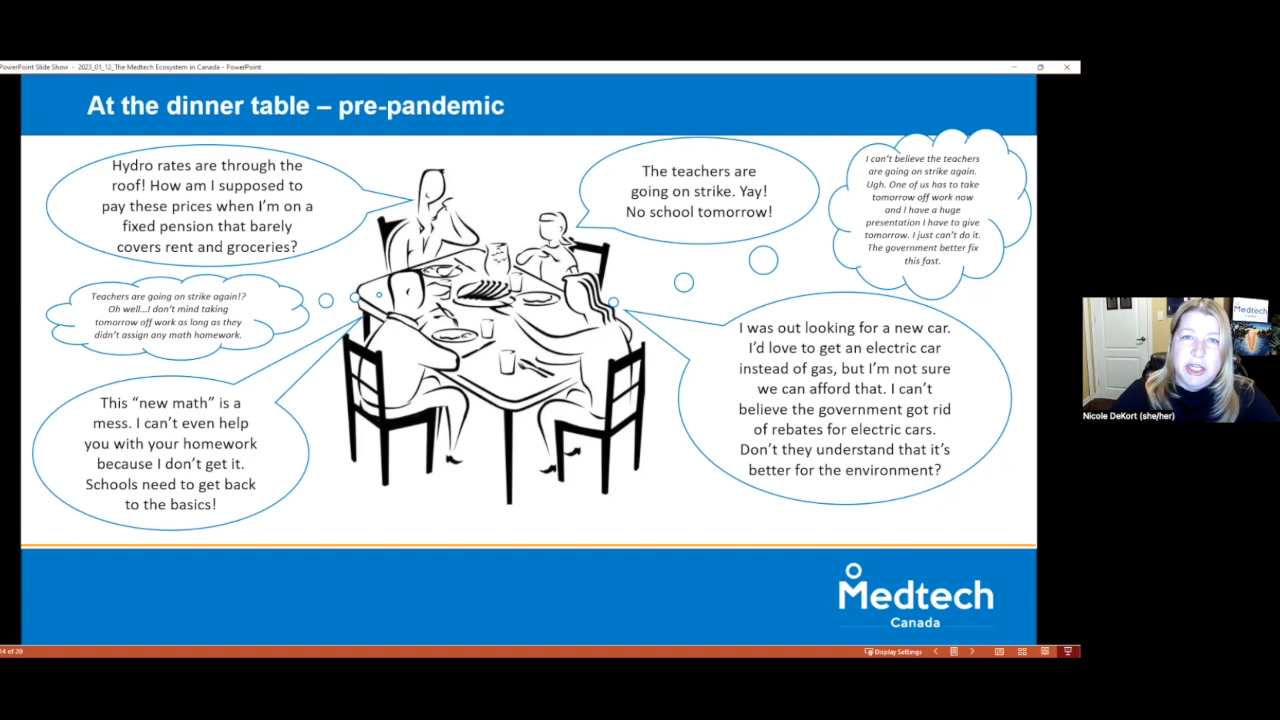 PowerPoint Slide Show - 2023_01_12_The Medtech Ecosystem in Canada - PowerPoint
At the dinner table – pre-pandemic
Hydro rates are through the
roof! How am I supposed to
pay these prices when I'm on a
fixed pension that barely
covers rent and groceries?
The teachers are
going on strike. Yay!
No school tomorrow!
I can't believe the teachers
are going on strike again.
Ugh. One of us has to take
tomorrow off work now
and I have a huge
presentation I have to give
tomorrow. I just can't do it.
The government better fix
this fast.
Teachers are going on strike again!?
Oh well...I don't mind taking
tomorrow off work as long as they
didn't assign any math homework.
This “new math” is a
mess. I can't even help
you with your homework
because I don't get it.
Schools need to get back
to the basics!
I was out looking for a new car.
I'd love to get an electric car
instead of gas, but I'm not sure
we can afford that. I can't
believe the government got rid
of rebates for electric cars.
Don't they understand that it's
better for the environment?
Medtech
Canada
Medtech
Canada
Nicole DeKort (she/her)
14 of 20
Display Settings